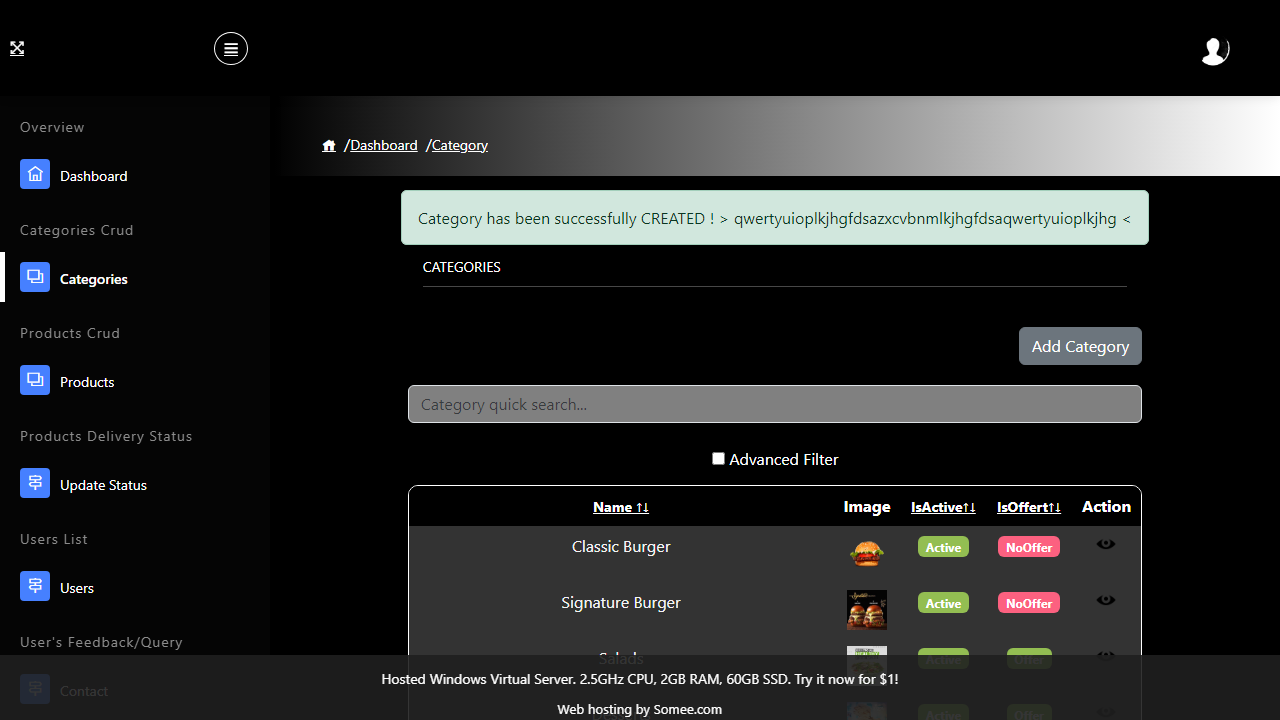 Overview
Dashboard
Categories Crud
Categories
Products Crud
Products
Products Delivery Status
Update Status
Users List
Users
User's Feedback/Query
Contact
/Dashboard /Category
Category has been successfully CREATED ! > qwertyuioplkjhgfdsazxcvbnmlkjhgfdsaqwertyuioplkjhg <
CATEGORIES
Add Category
Category quick search...
Advanced Filter
Name ↑↓ Image IsActive↑↓ IsOffert↑↓ Action
Classic Burger Active NoOffer
Signature Burger Active NoOffer
Salads Active Offer
Active Offer
Hosted Windows Virtual Server. 2.5GHz CPU, 2GB RAM, 60GB SSD. Try it now for $1!
Web hosting by Somee.com